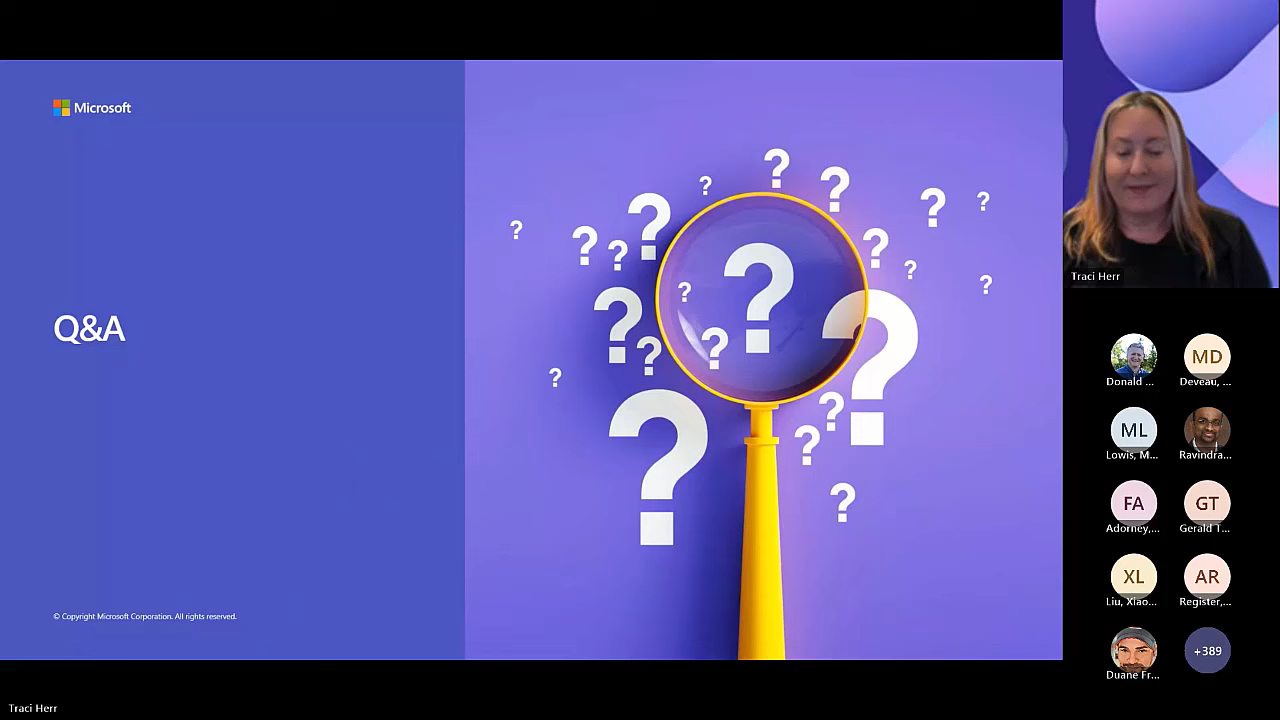 Microsoft
Q&A
? ? ? ? ? ? ? ? ? ? ? ? ? ? ? ? ? ? ? ? ? ? ? ?
© Copyright Microsoft Corporation. All rights reserved.
Traci Herr
Donald ...
MD
Deveau, ...
ML
Lowis, M...
Ravindra...
FA
Adorney,...
GT
Gerald T...
XL
Liu, Xiao...
AR
Register,...
Duane Fr...
+389
Traci Herr